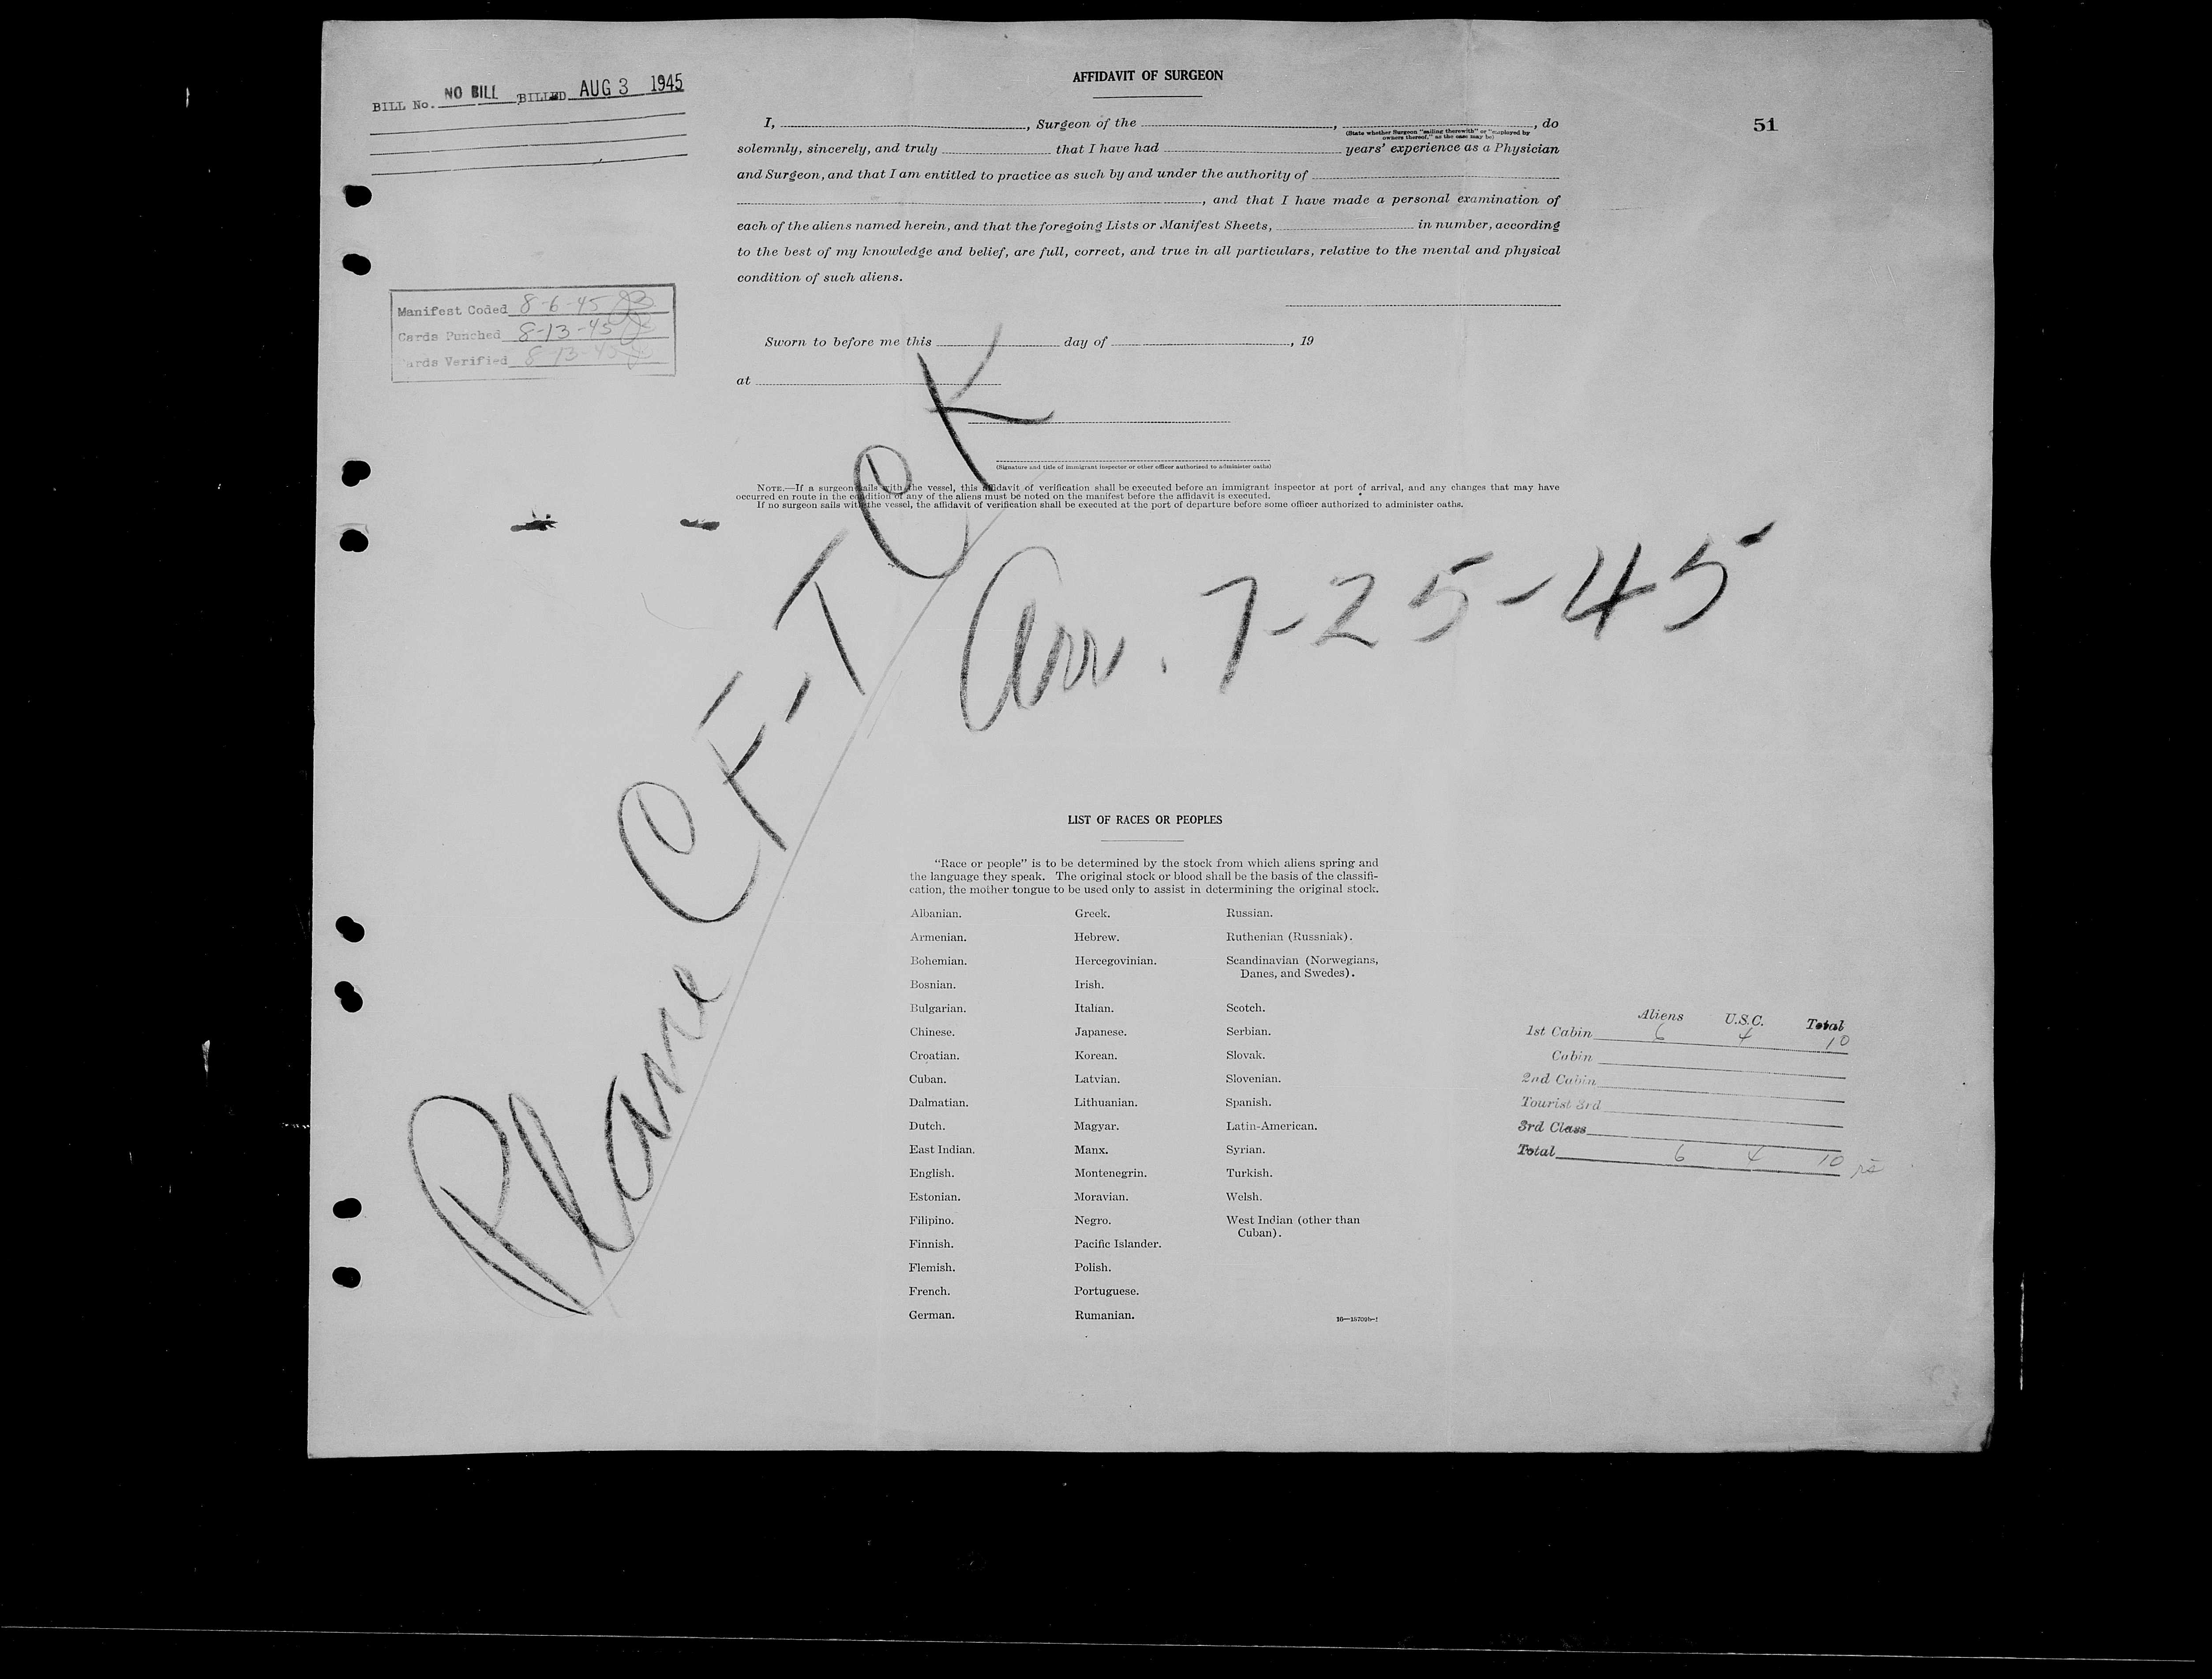 BILL No. NO BILL BILLED AUG 3 1945
AFFIDAVIT OF SURGEON
51
I, , Surgeon of the , , do
(State whether Surgeon "sailing therewith" or "employed by
owners thereof," as the case may be)
solemnly, sincerely, and truly that I have had years' experience as a Physician
and Surgeon, and that I am entitled to practice as such by and under the authority of
, and that I have made a personal examination of
each of the aliens named herein, and that the foregoing Lists or Manifest Sheets, in number, according
to the best of my knowledge and belief, are full, correct, and true in all particulars, relative to the mental and physical
condition of such aliens.
Manifest Coded 8-6-45
Cards Punched 8-13-45
Cards Verified 8-13-45
Sworn to before me this day of , 19
at
(Signature and title of immigrant inspector or other officer authorized to administer oaths)
NOTE.—If a surgeon sails with the vessel, this affidavit of verification shall be executed before an immigrant inspector at port of arrival, and any changes that may have
occurred en route in the condition of any of the aliens must be noted on the manifest before the affidavit is executed.
If no surgeon sails with the vessel, the affidavit of verification shall be executed at the port of departure before some officer authorized to administer oaths.
Plane CF-TCK
Arr. 7-25-45
LIST OF RACES OR PEOPLES
"Race or people" is to be determined by the stock from which aliens spring and
the language they speak. The original stock or blood shall be the basis of the classifi-
cation, the mother tongue to be used only to assist in determining the original stock.
Albanian.
Armenian.
Bohemian.
Bosnian.
Bulgarian.
Chinese.
Croatian.
Cuban.
Dalmatian.
Dutch.
East Indian.
English.
Estonian.
Filipino.
Finnish.
Flemish.
French.
German.
Greek.
Hebrew.
Hercegovinian.
Irish.
Italian.
Japanese.
Korean.
Latvian.
Lithuanian.
Magyar.
Manx.
Montenegrin.
Moravian.
Negro.
Pacific Islander.
Polish.
Portuguese.
Rumanian.
Russian.
Ruthenian (Russniak).
Scandinavian (Norwegians,
Danes, and Swedes).
Scotch.
Serbian.
Slovak.
Slovenian.
Spanish.
Latin-American.
Syrian.
Turkish.
Welsh.
West Indian (other than
Cuban).
Aliens U.S.C. Total
1st Cabin 6 4 10
Cabin
2nd Cabin
Tourist 3rd
3rd Class
Total 6 4 10